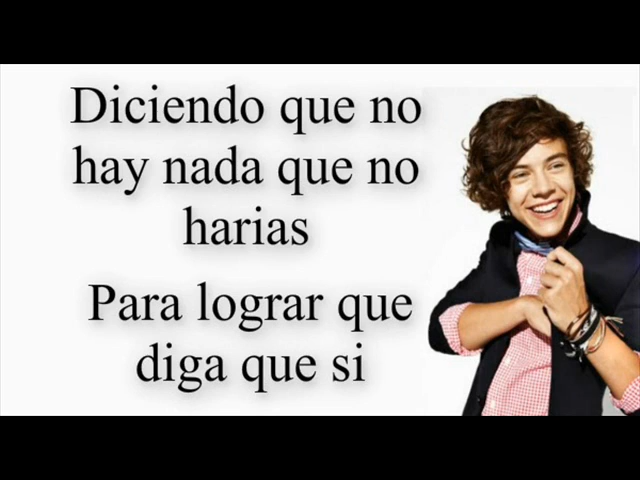 Diciendo que no
hay nada que no
harias
Para lograr que
diga que si